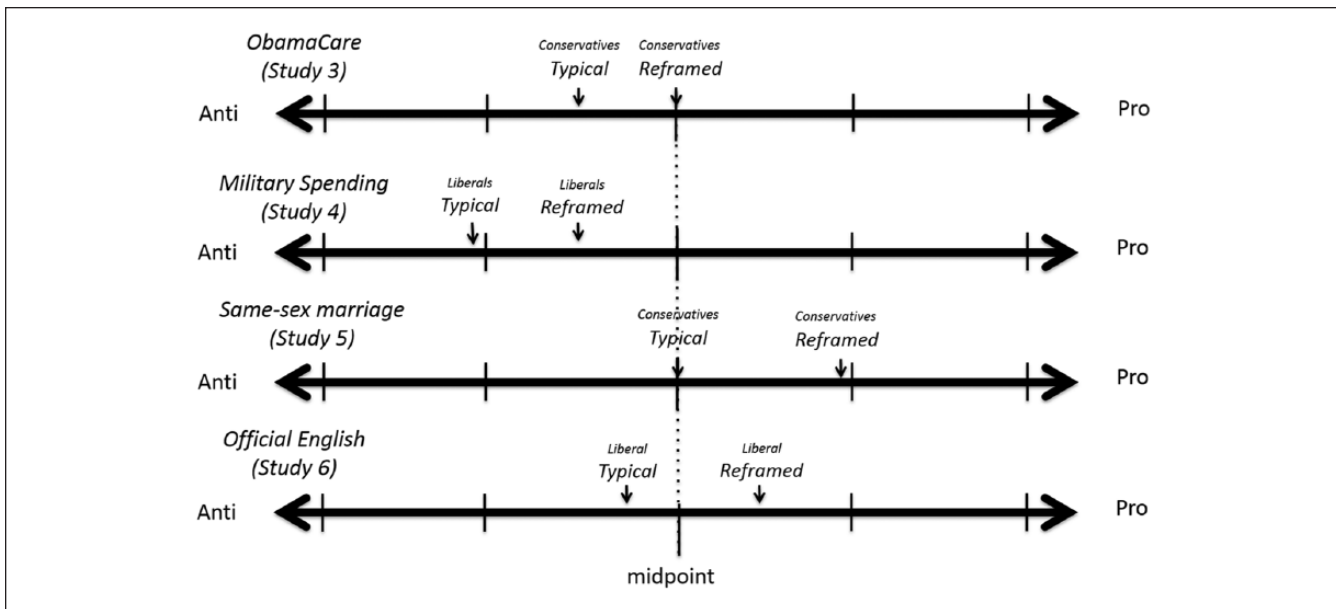 ObamaCare
(Study 3)
Conservatives Conservatives
Typical Reframed
Anti Pro
Military Spending
(Study 4)
Liberals Liberals
Typical Reframed
Anti Pro
Same-sex marriage
(Study 5)
Conservatives Conservatives
Typical Reframed
Anti Pro
Official English
(Study 6)
Liberal Liberal
Typical Reframed
Anti Pro
midpoint